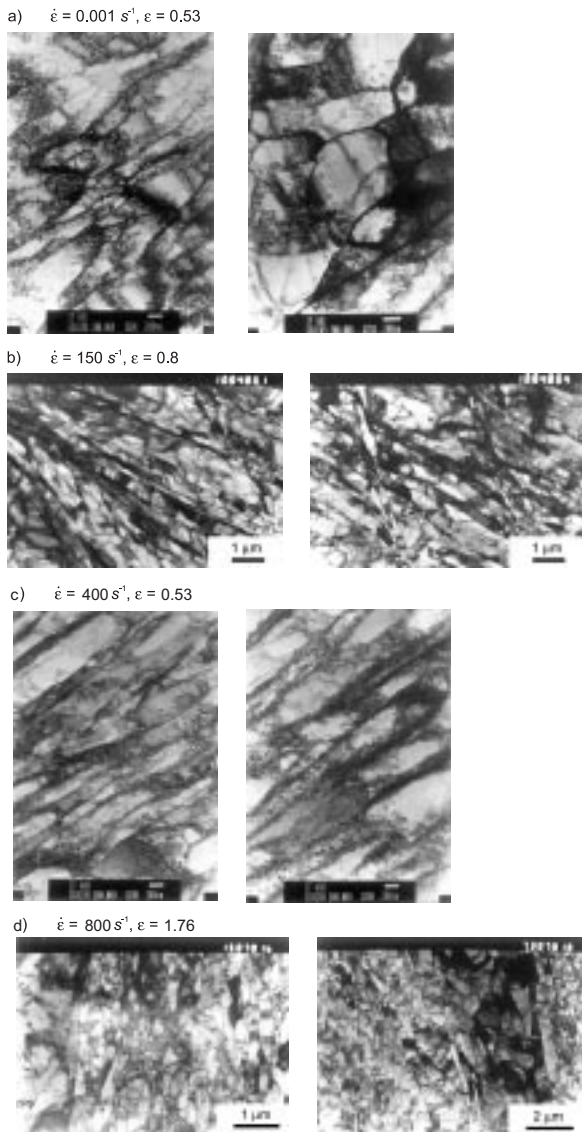 a) ε̇ = 0.001 s⁻¹, ε = 0.53
b) ε̇ = 150 s⁻¹, ε = 0.8
1 μm
1 μm
c) ε̇ = 400 s⁻¹, ε = 0.53
d) ε̇ = 800 s⁻¹, ε = 1.76
1 μm
2 μm